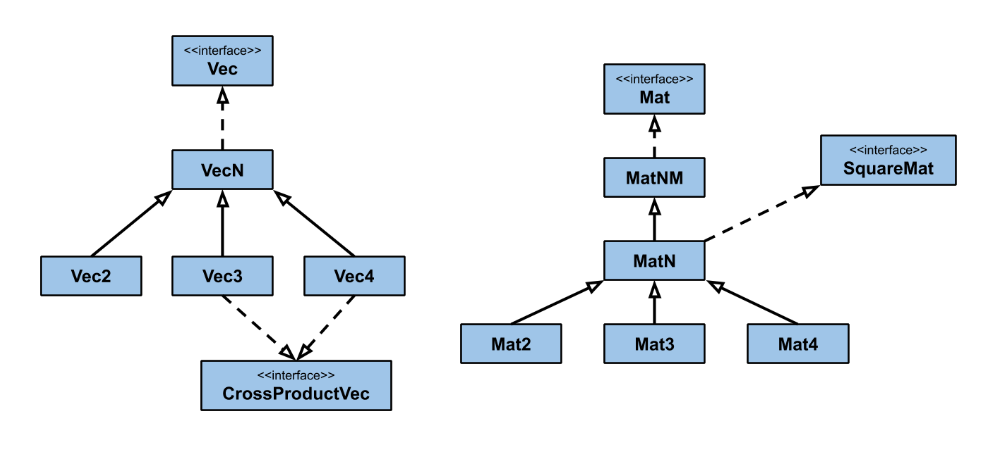 <<interface>>
Vec
VecN
Vec2
Vec3
Vec4
<<interface>>
CrossProductVec
<<interface>>
Mat
<<interface>>
SquareMat
MatNM
MatN
Mat2
Mat3
Mat4